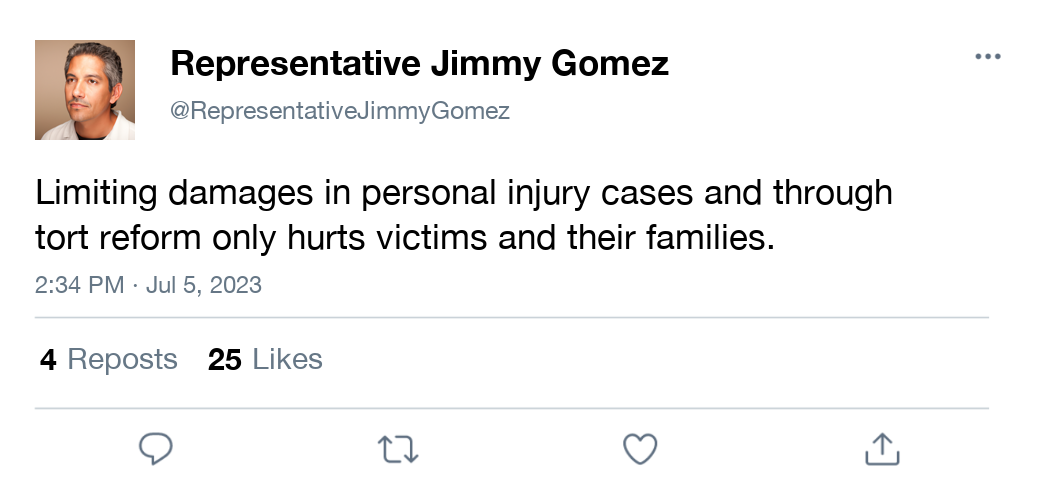 Representative Jimmy Gomez
@RepresentativeJimmyGomez
Limiting damages in personal injury cases and through
tort reform only hurts victims and their families.
2:34 PM · Jul 5, 2023
4 Reposts 25 Likes